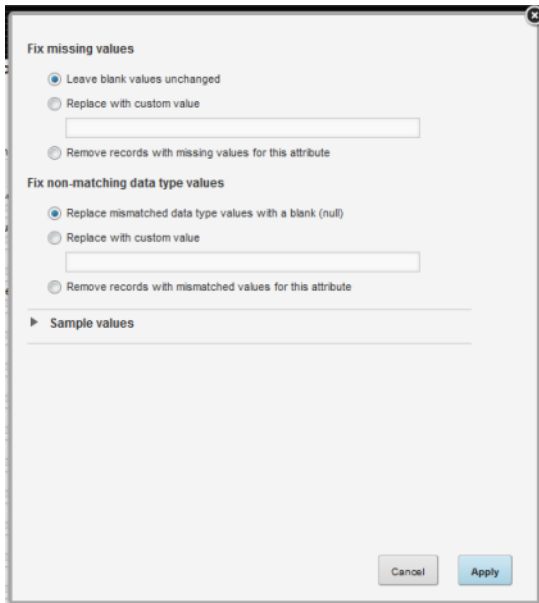 Fix missing values
Leave blank values unchanged
Replace with custom value
Remove records with missing values for this attribute
Fix non-matching data type values
Replace mismatched data type values with a blank (null)
Replace with custom value
Remove records with mismatched values for this attribute
Sample values
Cancel Apply